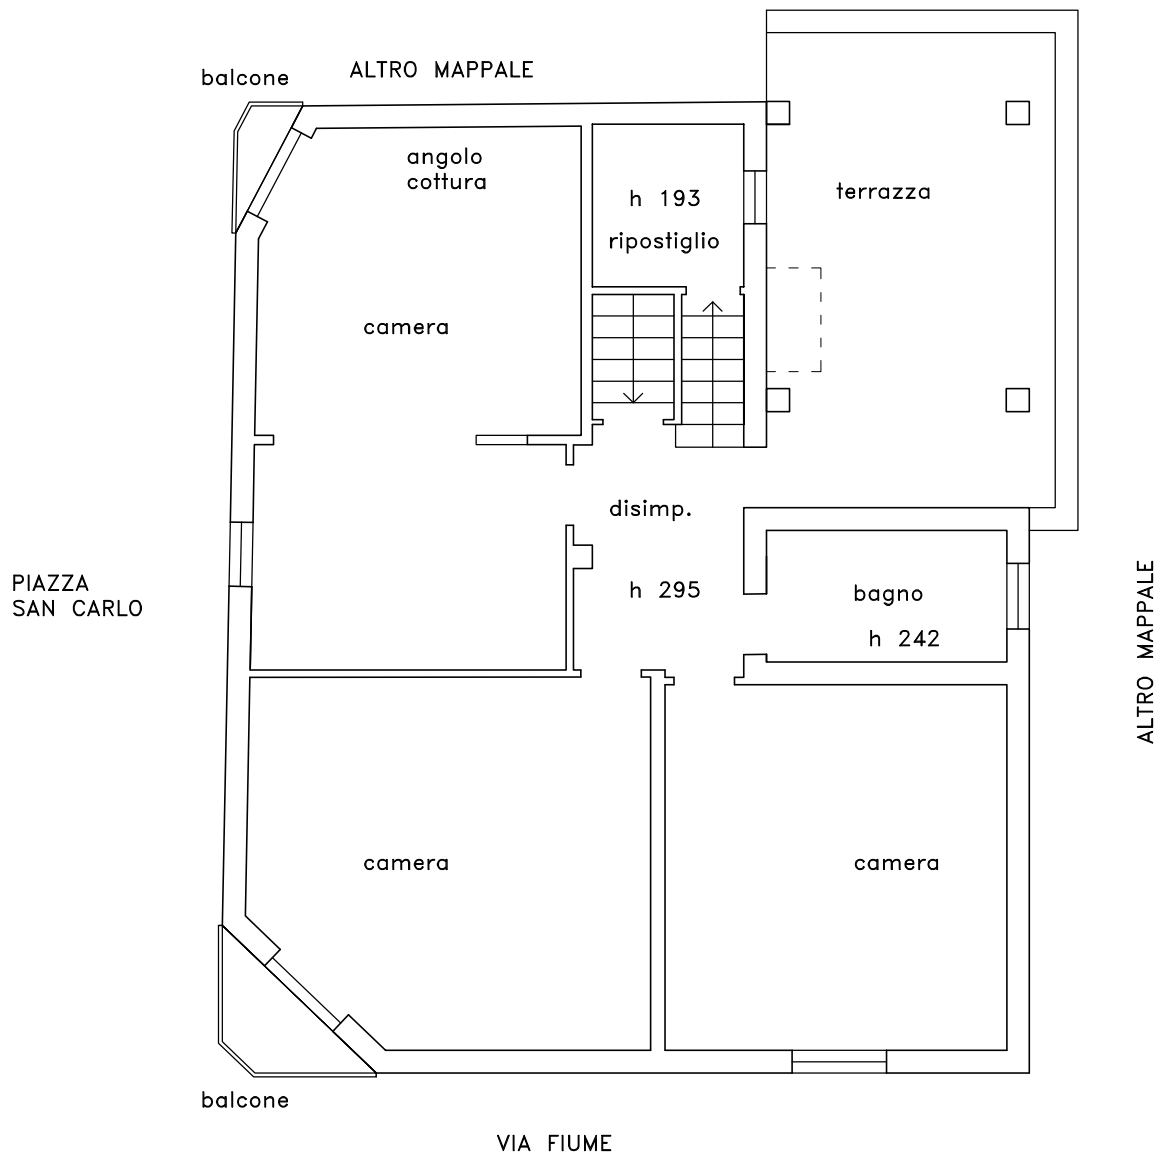 balcone
ALTRO MAPPALE
angolo
cottura
h 193
ripostiglio
terrazza
camera
disimp.
h 295
bagno
h 242
PIAZZA
SAN CARLO
ALTRO MAPPALE
camera
camera
balcone
VIA FIUME